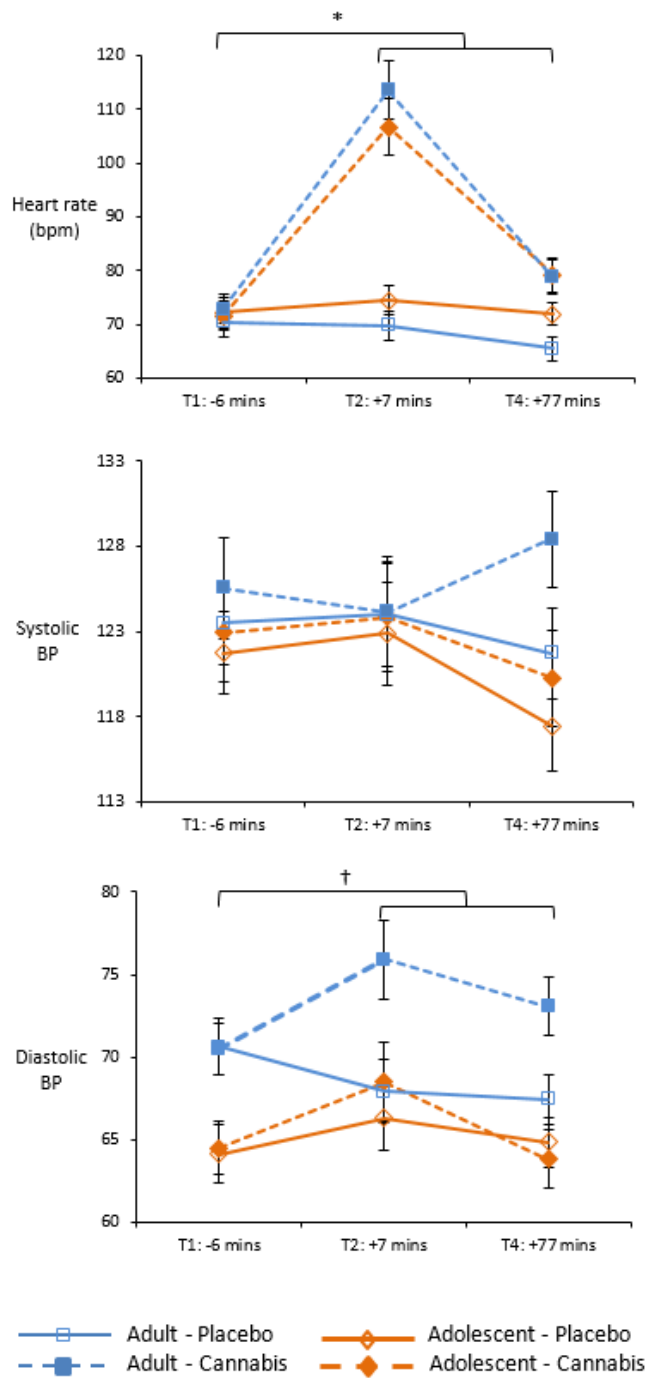 *
120
110
100
90
80
70
60
Heart rate
(bpm)
T1: -6 mins
T2: +7 mins
T4: +77 mins
133
128
123
118
113
Systolic
BP
T1: -6 mins
T2: +7 mins
T4: +77 mins
†
80
75
70
65
60
Diastolic
BP
T1: -6 mins
T2: +7 mins
T4: +77 mins
Adult - Placebo
Adolescent - Placebo
Adult - Cannabis
Adolescent - Cannabis